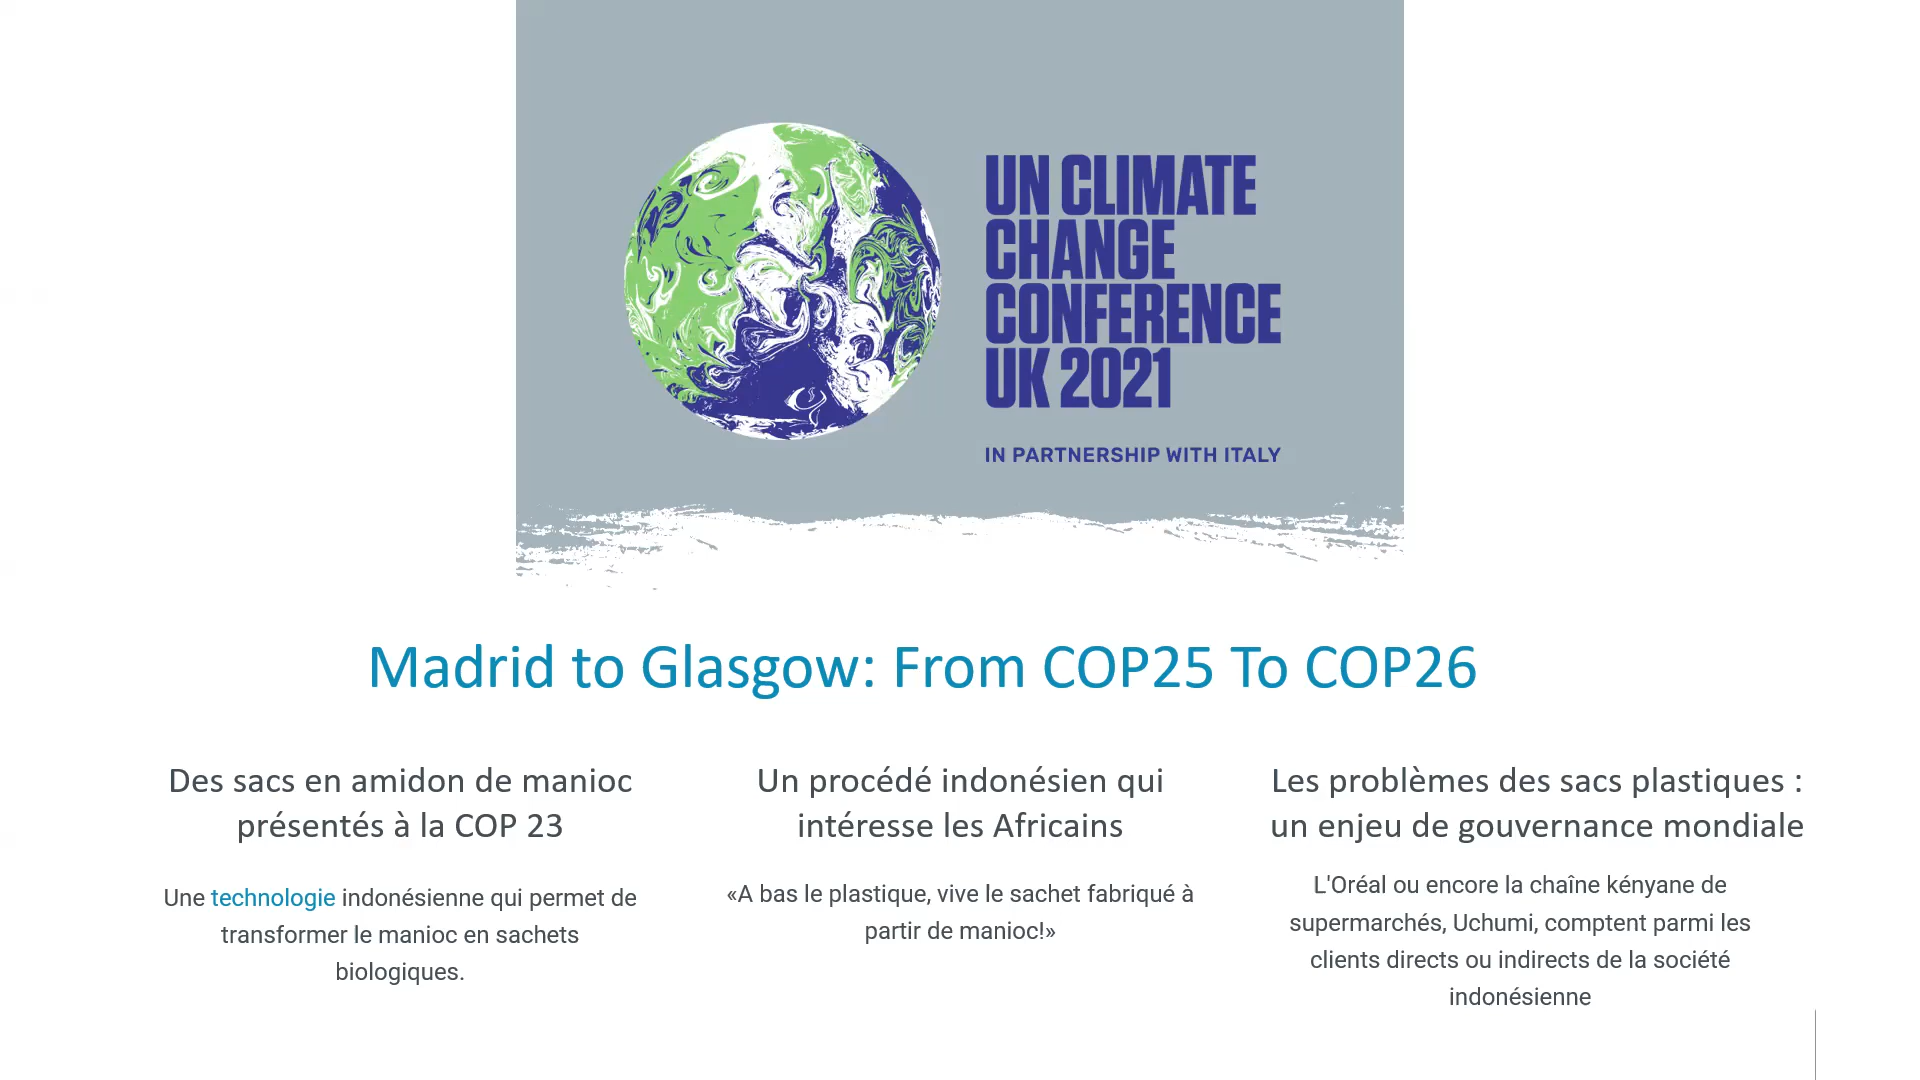 UN CLIMATE
CHANGE
CONFERENCE
UK 2021
IN PARTNERSHIP WITH ITALY
Madrid to Glasgow: From COP25 To COP26
Des sacs en amidon de manioc
présentés à la COP 23
Une technologie indonésienne qui permet de
transformer le manioc en sachets
biologiques.
Un procédé indonésien qui
intéresse les Africains
«A bas le plastique, vive le sachet fabriqué à
partir de manioc!»
Les problèmes des sacs plastiques :
un enjeu de gouvernance mondiale
L'Oréal ou encore la chaîne kényane de
supermarchés, Uchumi, comptent parmi les
clients directs ou indirects de la société
indonésienne